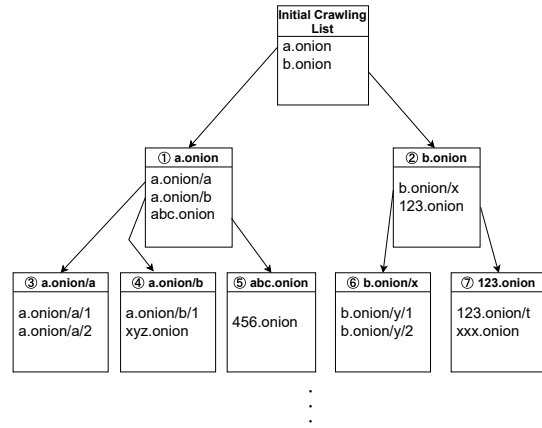 Initial Crawling
List
a.onion
b.onion
① a.onion
a.onion/a
a.onion/b
abc.onion
② b.onion
b.onion/x
123.onion
③ a.onion/a
a.onion/a/1
a.onion/a/2
④ a.onion/b
a.onion/b/1
xyz.onion
⑤ abc.onion
456.onion
⑥ b.onion/x
b.onion/y/1
b.onion/y/2
⑦ 123.onion
123.onion/t
xxx.onion